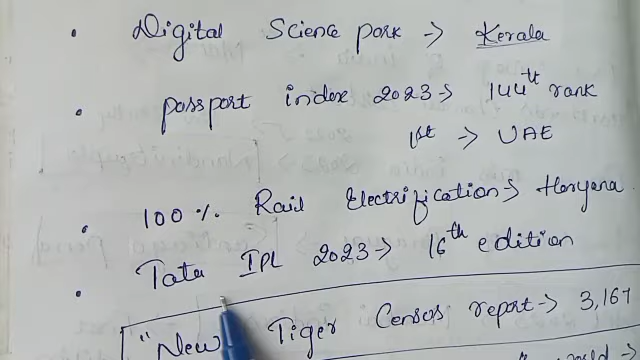 • Digital Science park → Kerala
• passport index 2023 → 144th rank
1st → UAE
• 100% Rail Electrification → Haryana
• Tata IPL 2023 → 16th edition
"New Tiger Census report → 3,167